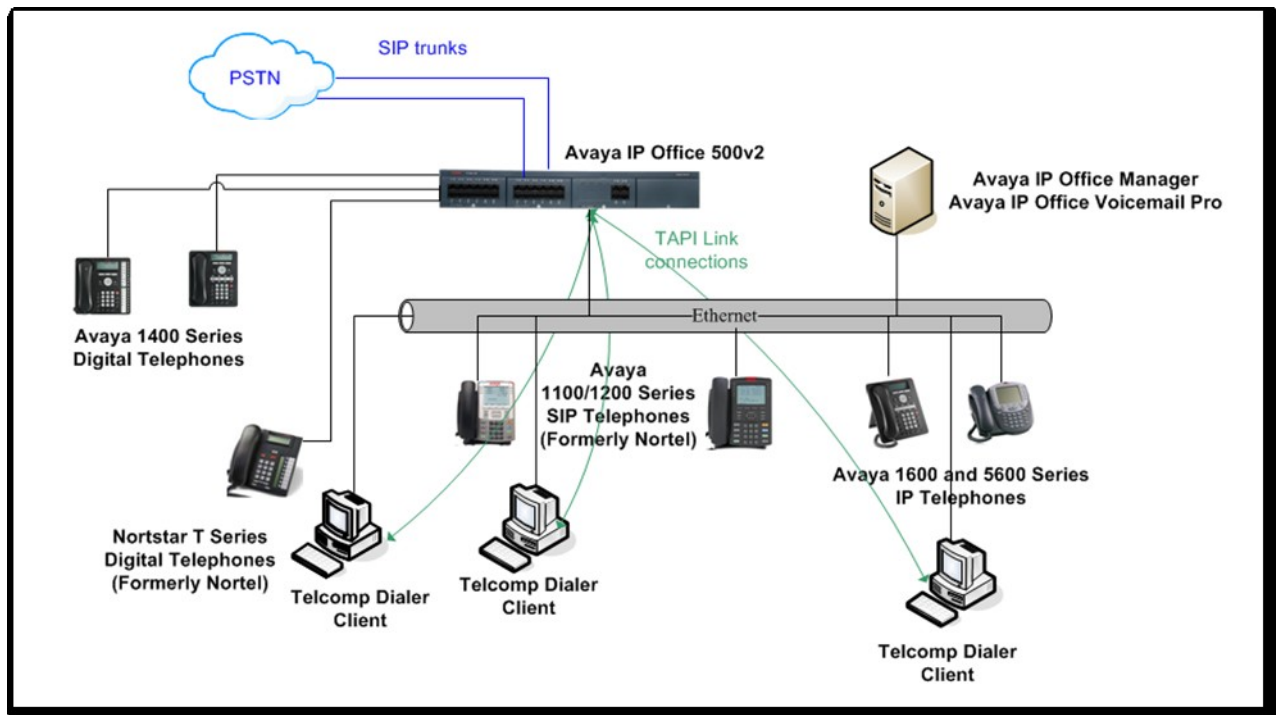 SIP trunks
PSTN
Avaya IP Office 500v2
Avaya IP Office Manager
Avaya IP Office Voicemail Pro
TAPI Link
connections
Ethernet
Avaya 1400 Series
Digital Telephones
Avaya
1100/1200 Series
SIP Telephones
(Formerly Nortel)
Avaya 1600 and 5600 Series
IP Telephones
Nortstar T Series
Digital Telephones
(Formerly Nortel)
Telcomp Dialer
Client
Telcomp Dialer
Client
Telcomp Dialer
Client